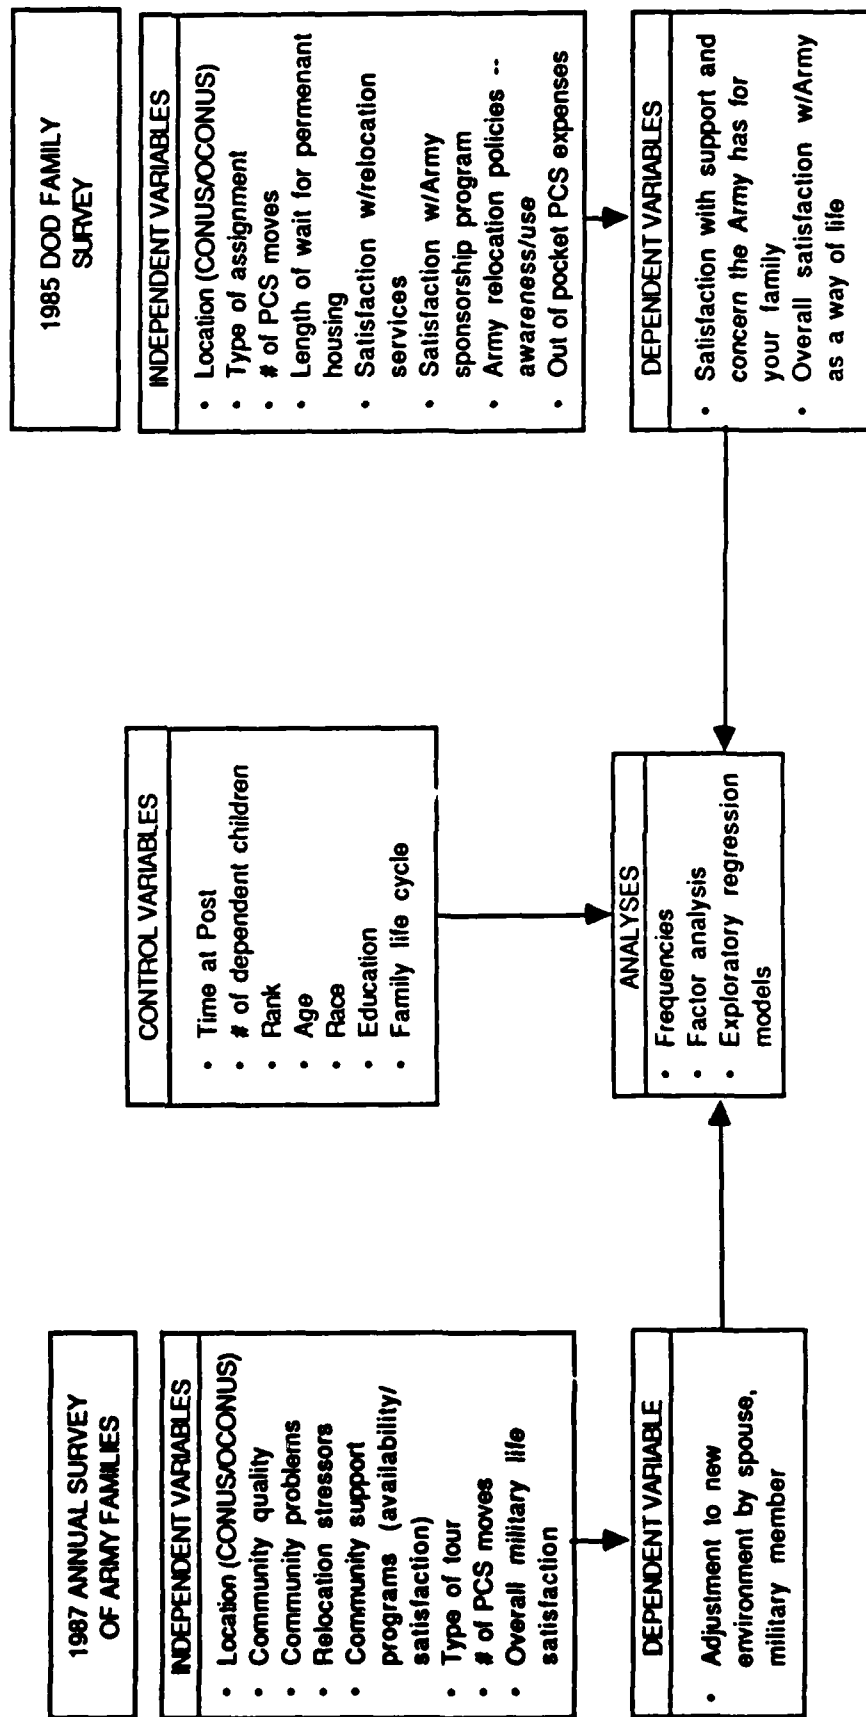 1987 ANNUAL SURVEY
OF ARMY FAMILIES
INDEPENDENT VARIABLES
• Location (CONUS/OCONUS)
• Community quality
• Community problems
• Relocation stressors
• Community support
programs (availability/
satisfaction)
• Type of tour
• # of PCS moves
• Overall military life
satisfaction
DEPENDENT VARIABLE
• Adjustment to new
environment by spouse,
military member
CONTROL VARIABLES
• Time at Post
• # of dependent children
• Rank
• Age
• Race
• Education
• Family life cycle
ANALYSES
• Frequencies
• Factor analysis
• Exploratory regression
models
1985 DOD FAMILY
SURVEY
INDEPENDENT VARIABLES
• Location (CONUS/OCONUS)
• Type of assignment
• # of PCS moves
• Length of wait for permenant
housing
• Satisfaction w/relocation
services
• Satisfaction w/Army
sponsorship program
• Army relocation policies --
awareness/use
• Out of pocket PCS expenses
DEPENDENT VARIABLES
• Satisfaction with support and
concern the Army has for
your family
• Overall satisfaction w/Army
as a way of life